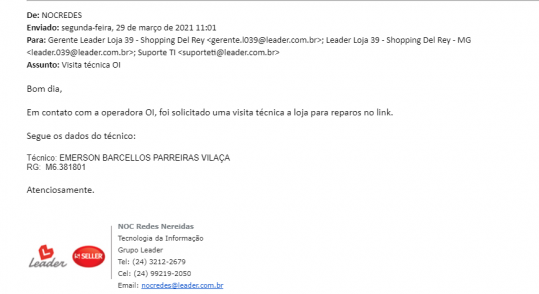 De: NOCREDES
Enviado: segunda-feira, 29 de março de 2021 11:01
Para: Gerente Leader Loja 39 - Shopping Del Rey <gerente.l039@leader.com.br>; Leader Loja 39 - Shopping Del Rey - MG
<leader.039@leader.com.br>; Suporte TI <suporteti@leader.com.br>
Assunto: Visita técnica OI
Bom dia,
Em contato com a operadora OI, foi solicitado uma visita técnica a loja para reparos no link.
Segue os dados do técnico:
Técnico: EMERSON BARCELLOS PARREIRAS VILAÇA
RG: M6.381801
Atenciosamente.
NOC Redes Nereidas
Tecnologia da Informação
Grupo Leader
Tel: (24) 3212-2679
Cel: (24) 99219-2050
Email: nocredes@leader.com.br
Leader
SELLER